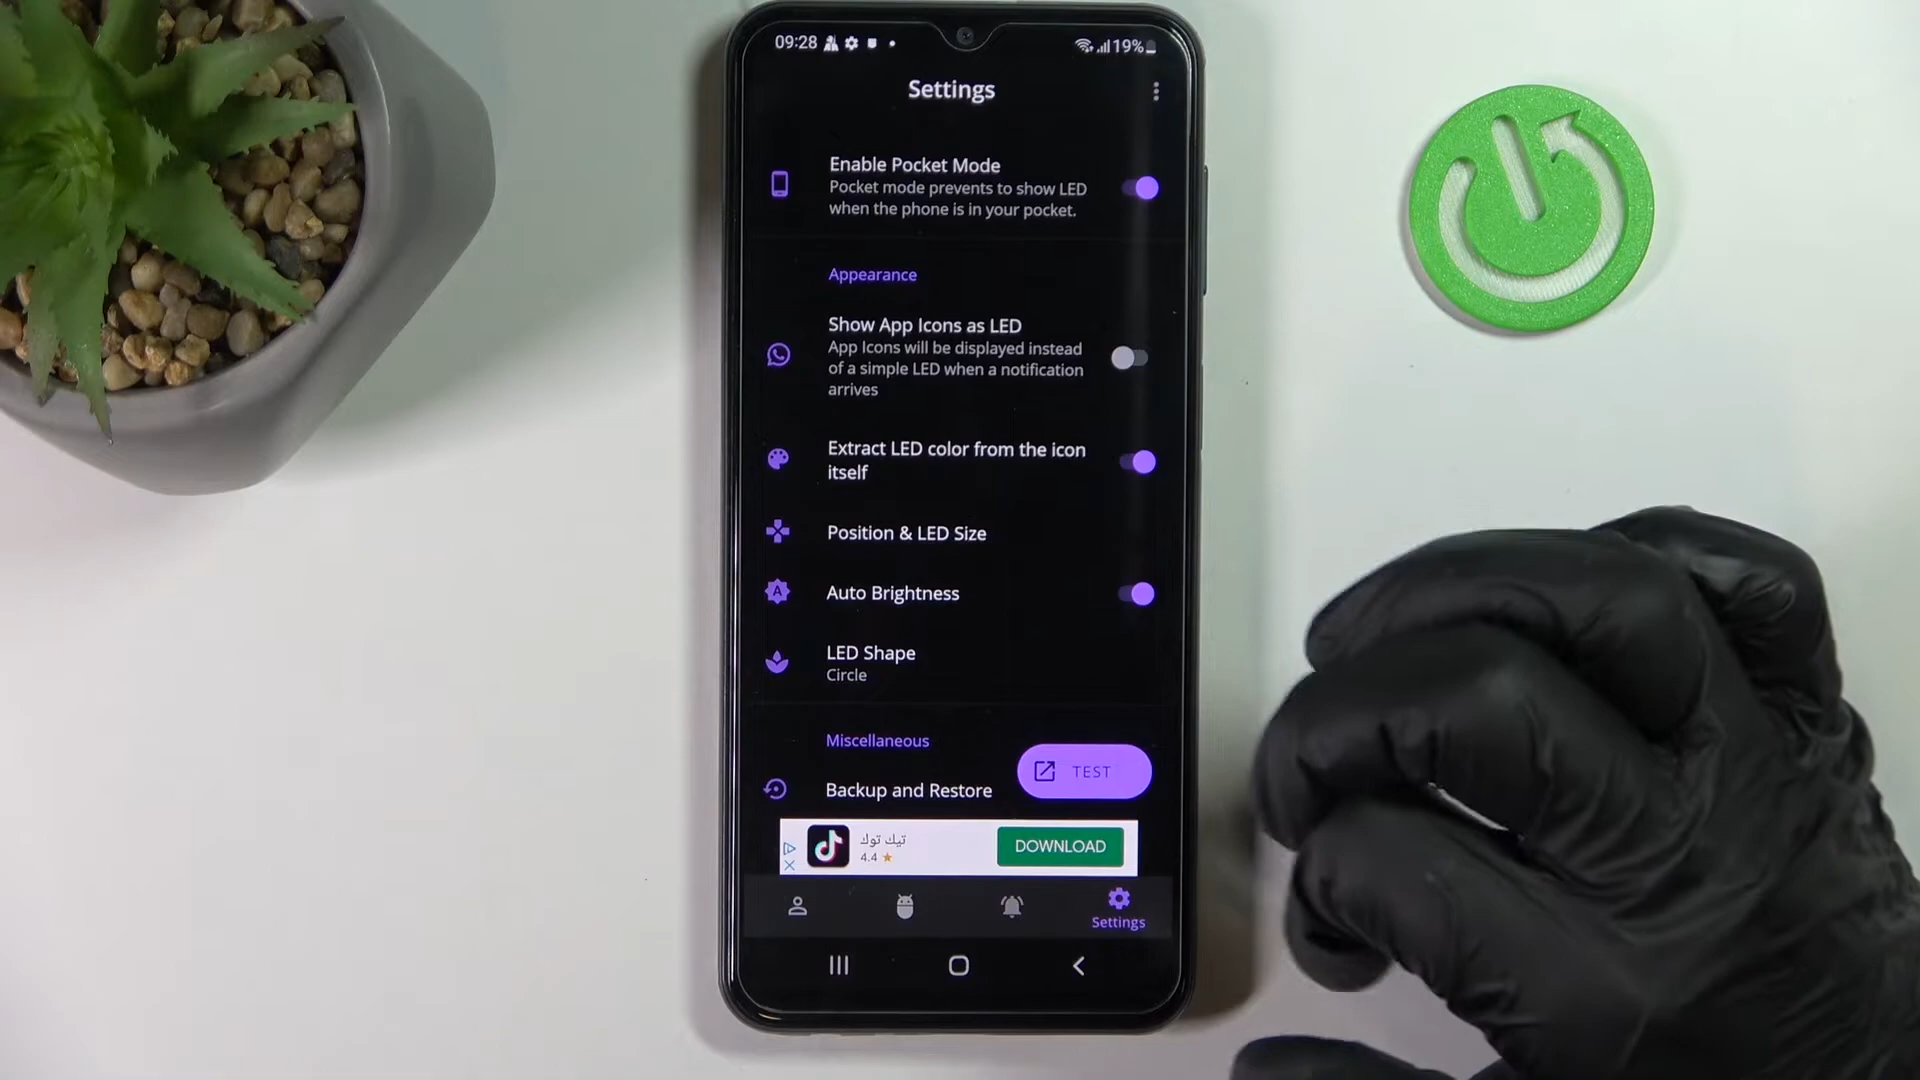 09:28
19%
Settings
Enable Pocket Mode
Pocket mode prevents to show LED
when the phone is in your pocket.
Appearance
Show App Icons as LED
App Icons will be displayed instead
of a simple LED when a notification
arrives
Extract LED color from the icon
itself
Position & LED Size
A
Auto Brightness
LED Shape
Circle
Miscellaneous
TEST
Backup and Restore
تيك توك
4.4 ★
DOWNLOAD
Settings